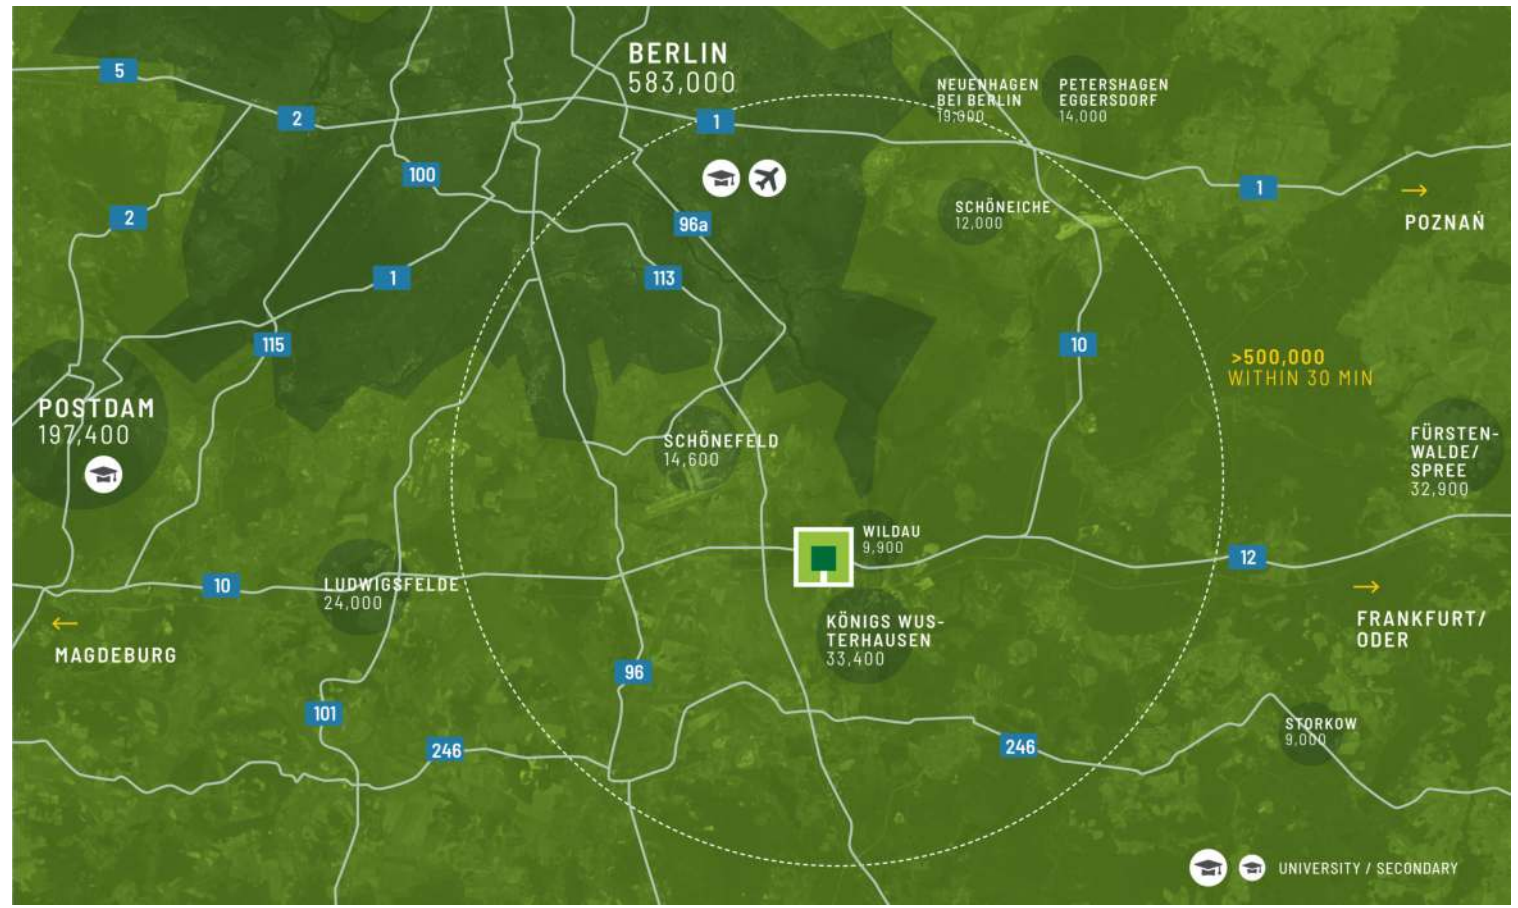 BERLIN
583,000
5
2
1
NEUENHAGEN
BEI BERLIN
19,000
PETERSHAGEN
EGGERSDORF
14,000
100
2
96a
SCHÖNEICHE
12,000
1
POZNAŃ
1
113
115
10
>500,000
WITHIN 30 MIN
POSTDAM
197,400
SCHÖNEFELD
14,600
FÜRSTEN-
WALDE/
SPREE
32,900
WILDAU
9,900
12
10
LUDWIGSFELDE
24,000
MAGDEBURG
KÖNIGS WUS-
TERHAUSEN
33,400
FRANKFURT/
ODER
96
101
246
246
STORKOW
9,000
UNIVERSITY / SECONDARY